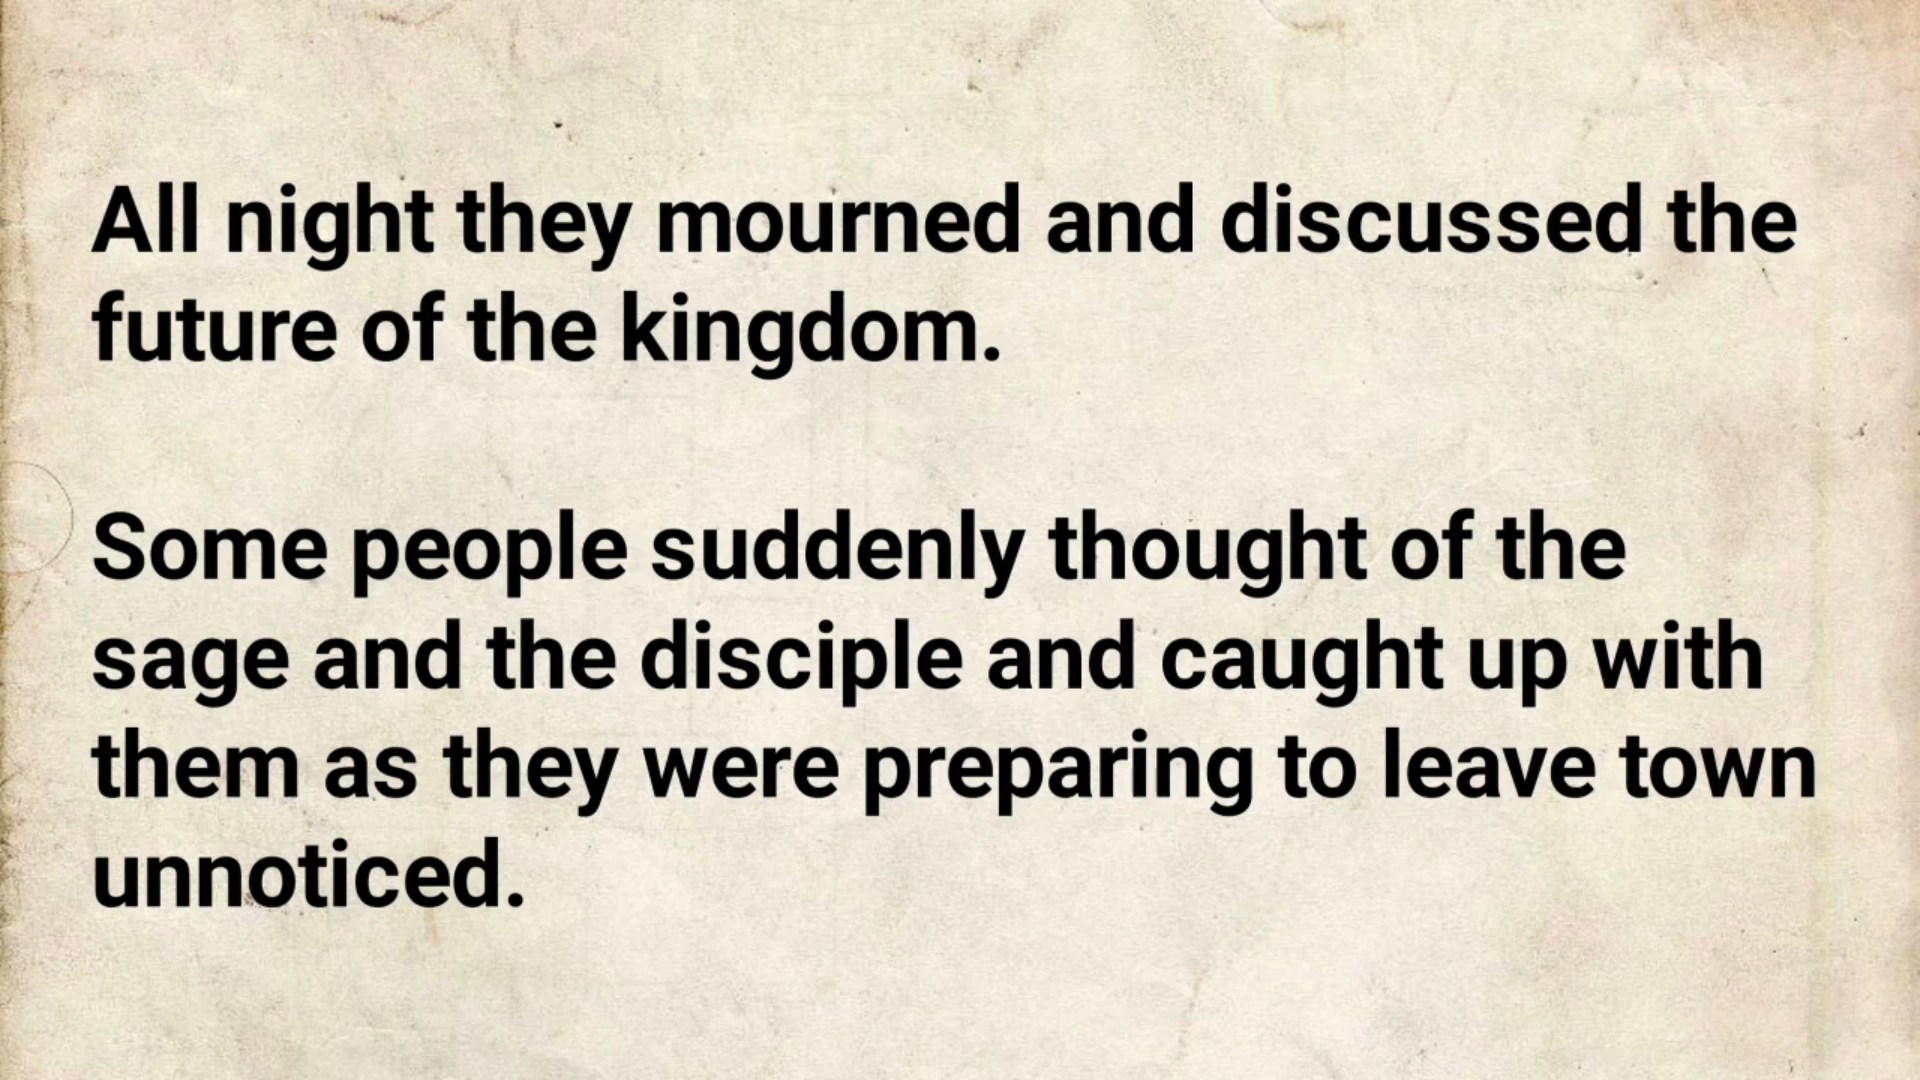 All night they mourned and discussed the
future of the kingdom.
Some people suddenly thought of the
sage and the disciple and caught up with
them as they were preparing to leave town
unnoticed.